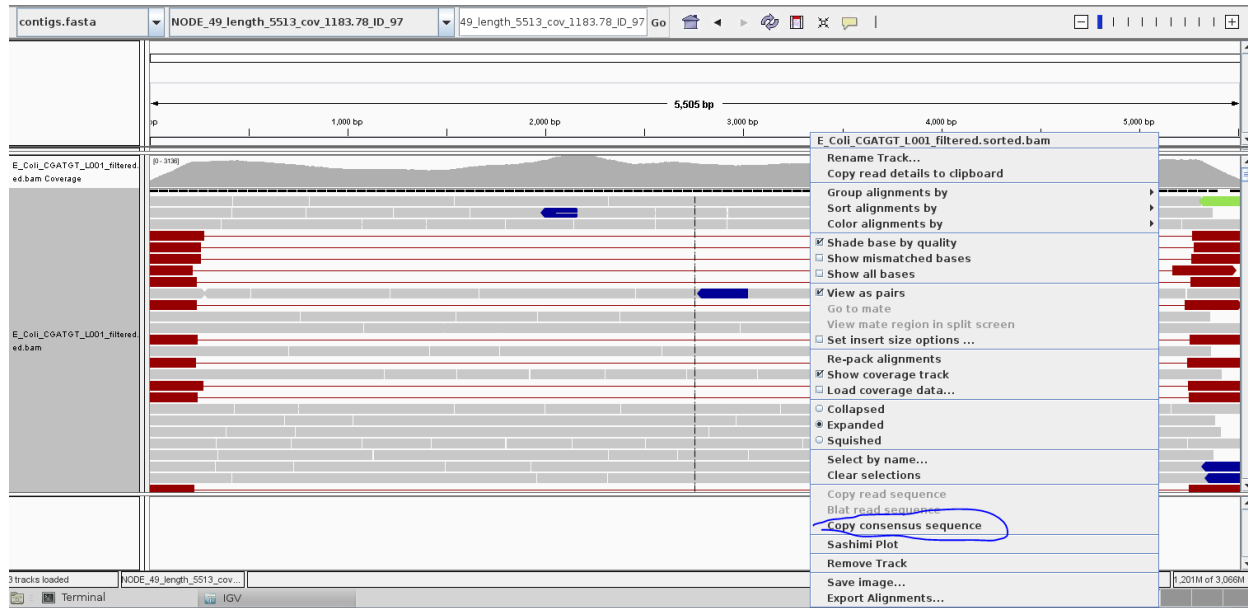 contigs.fasta NODE_49_length_5513_cov_1183.78_ID_97 49_length_5513_cov_1183.78_ID_97 Go
5,505 bp
bp 1,000 bp 2,000 bp 3,000 bp 4,000 bp 5,000 bp
E_Coli_CGATGT_L001_filtered.
ed.bam Coverage
[0 - 3136]
E_Coli_CGATGT_L001_filtered.
ed.bam
E_Coli_CGATGT_L001_filtered.sorted.bam
Rename Track...
Copy read details to clipboard
Group alignments by
Sort alignments by
Color alignments by
Shade base by quality
Show mismatched bases
Show all bases
View as pairs
Go to mate
View mate region in split screen
Set insert size options ...
Re-pack alignments
Show coverage track
Load coverage data...
Collapsed
Expanded
Squished
Select by name...
Clear selections
Copy read sequence
Blat read sequence
Copy consensus sequence
Sashimi Plot
Remove Track
Save image...
Export Alignments...
3 tracks loaded NODE_49_length_5513_cov... 1,201M of 3,066M
Terminal IGV